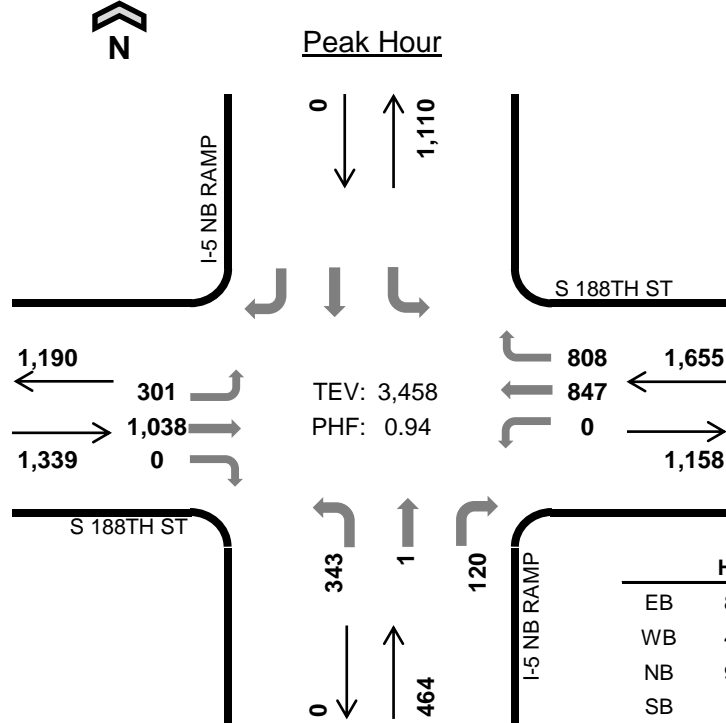 N
Peak Hour
0
1,110
I-5 NB RAMP
S 188TH ST
1,190
301
1,038
1,339
0
TEV: 3,458
PHF: 0.94
808
1,655
847
0
1,158
S 188TH ST
343
1
120
I-5 NB RAMP
0
464
EB
WB
NB
SB